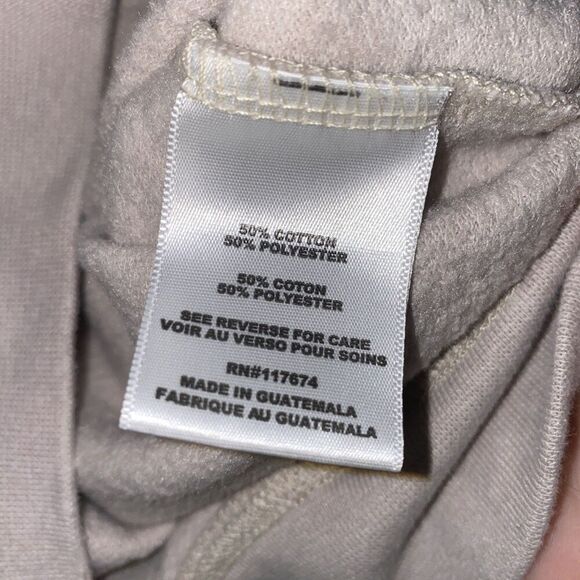 50% COTTON
50% POLYESTER
50% COTON
50% POLYESTER
SEE REVERSE FOR CARE
VOIR AU VERSO POUR SOINS
RN#117674
MADE IN GUATEMALA
FABRIQUE AU GUATEMALA